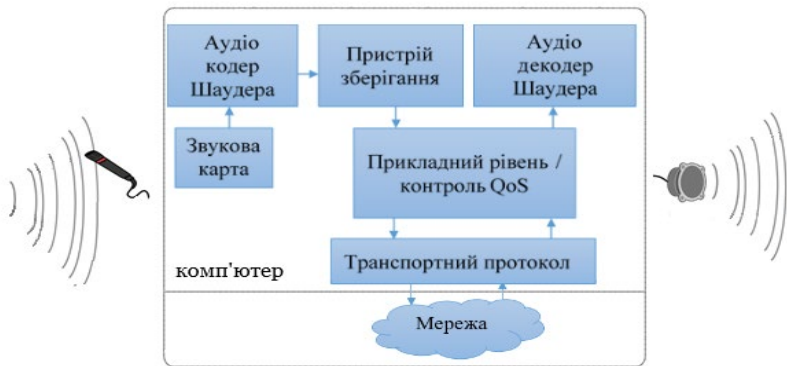 Аудіо
кодер
Шаудера
Пристрій
зберігання
Аудіо
декодер
Шаудера
Звукова
карта
Прикладний рівень /
контроль QoS
Транспортний протокол
комп'ютер
Мережа